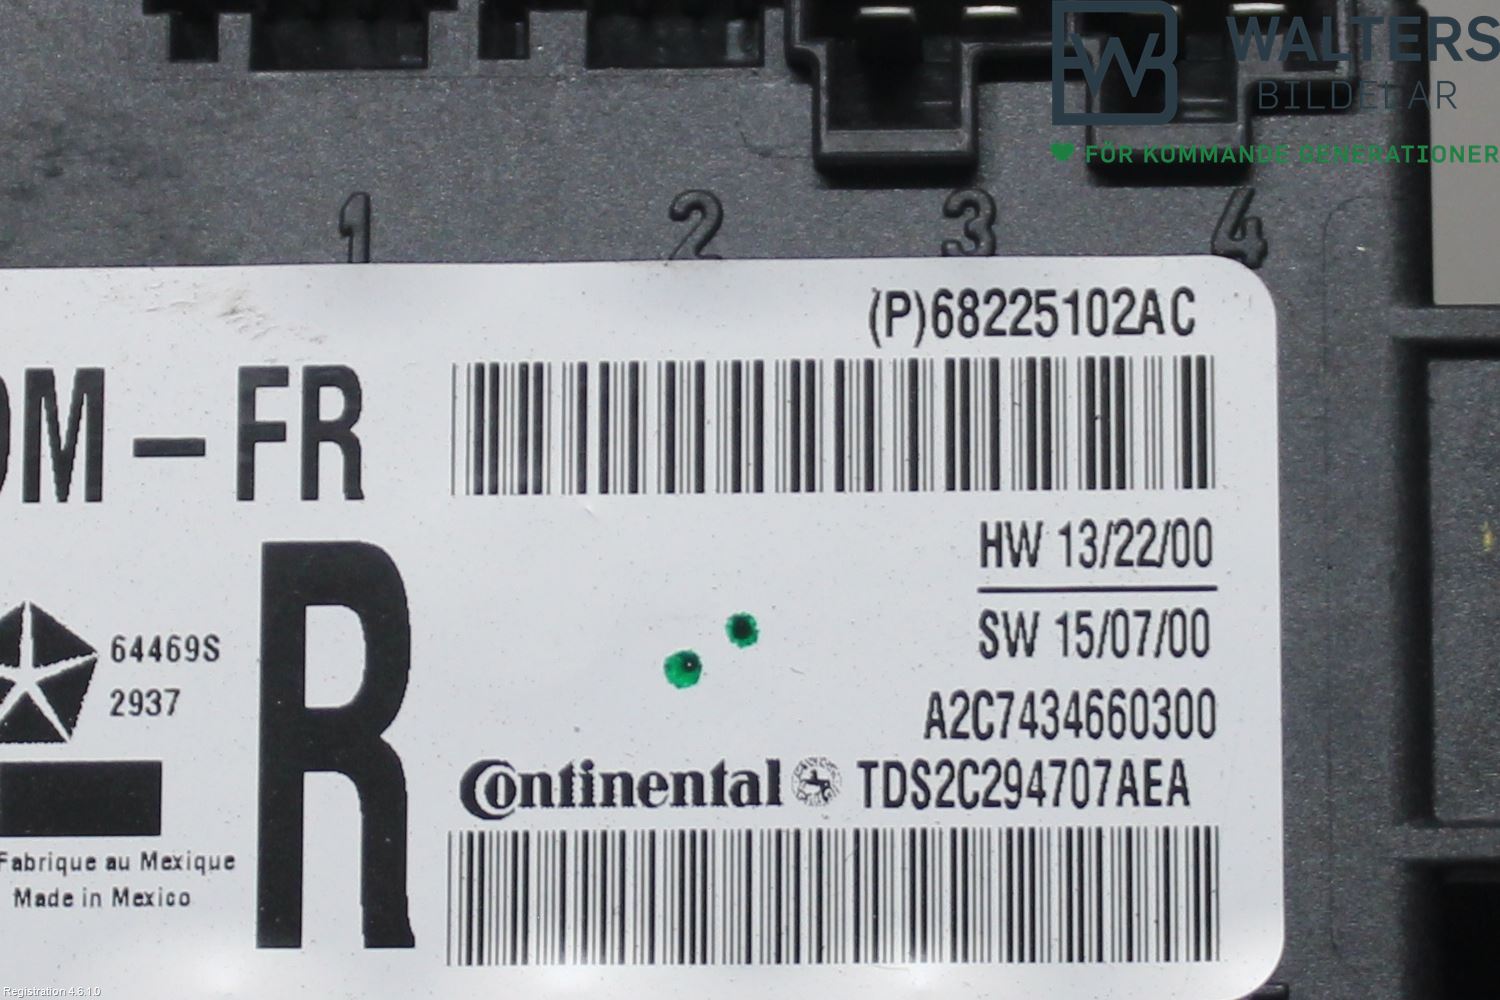 WALTERS
BILDELAR
FÖR KOMMANDE GENERATIONER
1 2 3 4
(P)68225102AC
DM-FR
HW 13/22/00
SW 15/07/00
64469S
2937
R
A2C7434660300
Continental TDS2C294707AEA
Fabrique au Mexique
Made in Mexico
Registration 4.6.1.0